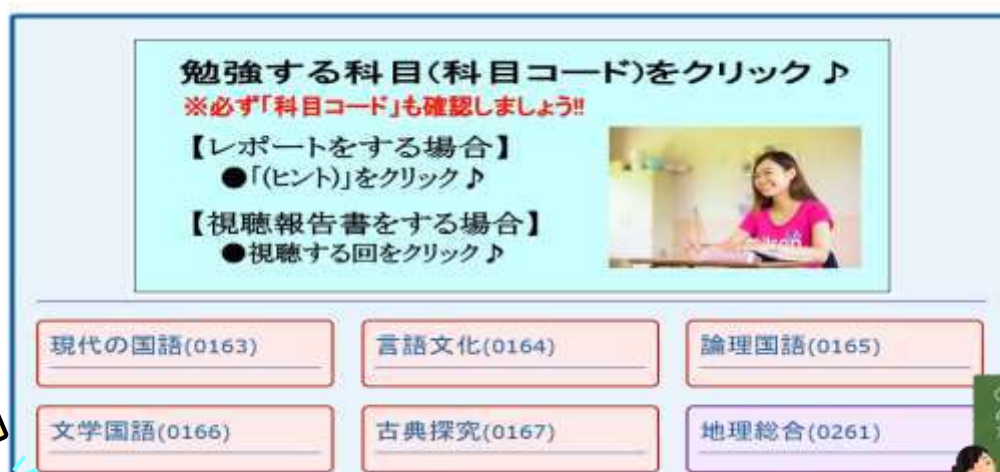 勉強する科目(科目コード)をクリック♪
※必ず「科目コード」も確認しましょう!!
【レポートをする場合】
●「(ヒント)」をクリック♪
【視聴報告書をする場合】
●視聴する回をクリック♪
現代の国語(0163)
言語文化(0164)
論理国語(0165)
文学国語(0166)
古典探究(0167)
地理総合(0261)